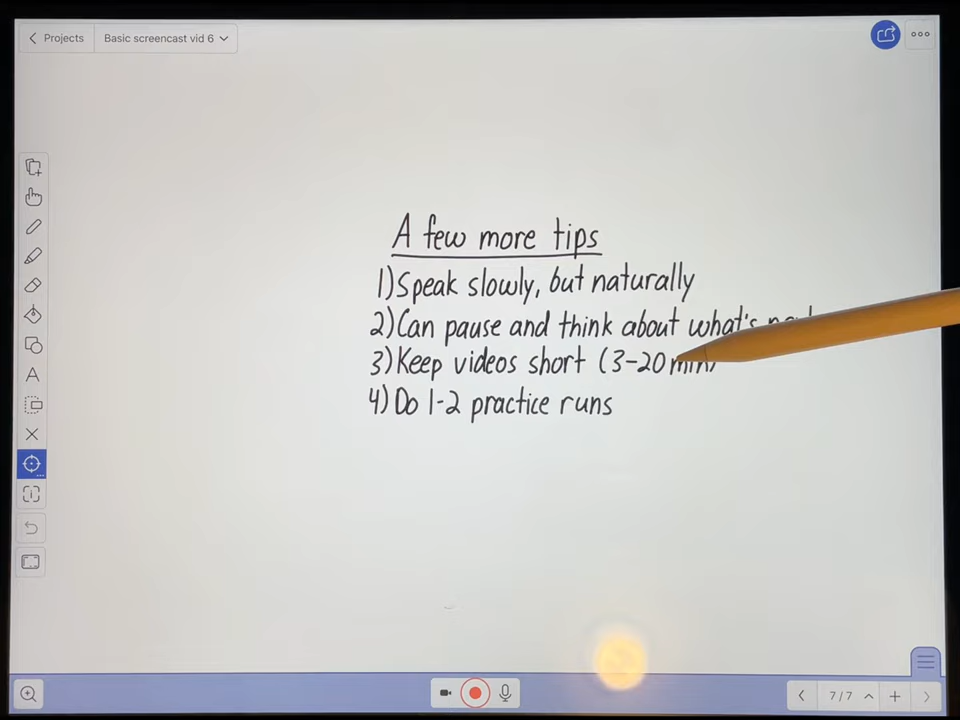 Projects
Basic screencast vid 6
A few more tips
1) Speak slowly, but naturally
2) Can pause and think about what's
3) Keep videos short (3-20 min)
4) Do 1-2 practice runs
A
7/7